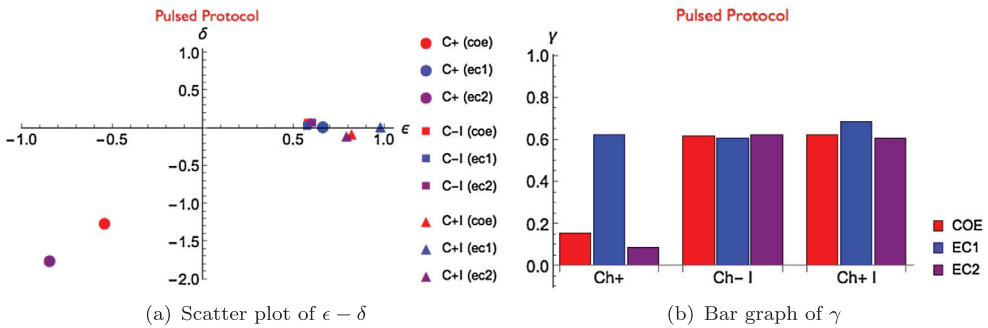 Pulsed Protocol
δ
1.0
0.5
ϵ
−1.0
−0.5
0.5
1.0
−0.5
−1.0
−1.5
−2.0
C+ (coe)
C+ (ec1)
C+ (ec2)
C−I (coe)
C−I (ec1)
C−I (ec2)
C+I (coe)
C+I (ec1)
C+I (ec2)
(a) Scatter plot of ϵ − δ
Pulsed Protocol
γ
1.0
0.8
0.6
0.4
0.2
0.0
Ch+
Ch− I
Ch+ I
COE
EC1
EC2
(b) Bar graph of γ